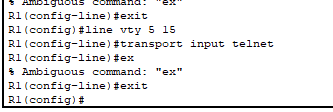 % Ambiguous command: "ex"
R1(config-line)#exit
R1(config)#line vty 5 15
R1(config-line)#transport input telnet
R1(config-line)#ex
% Ambiguous command: "ex"
R1(config-line)#exit
R1(config)#